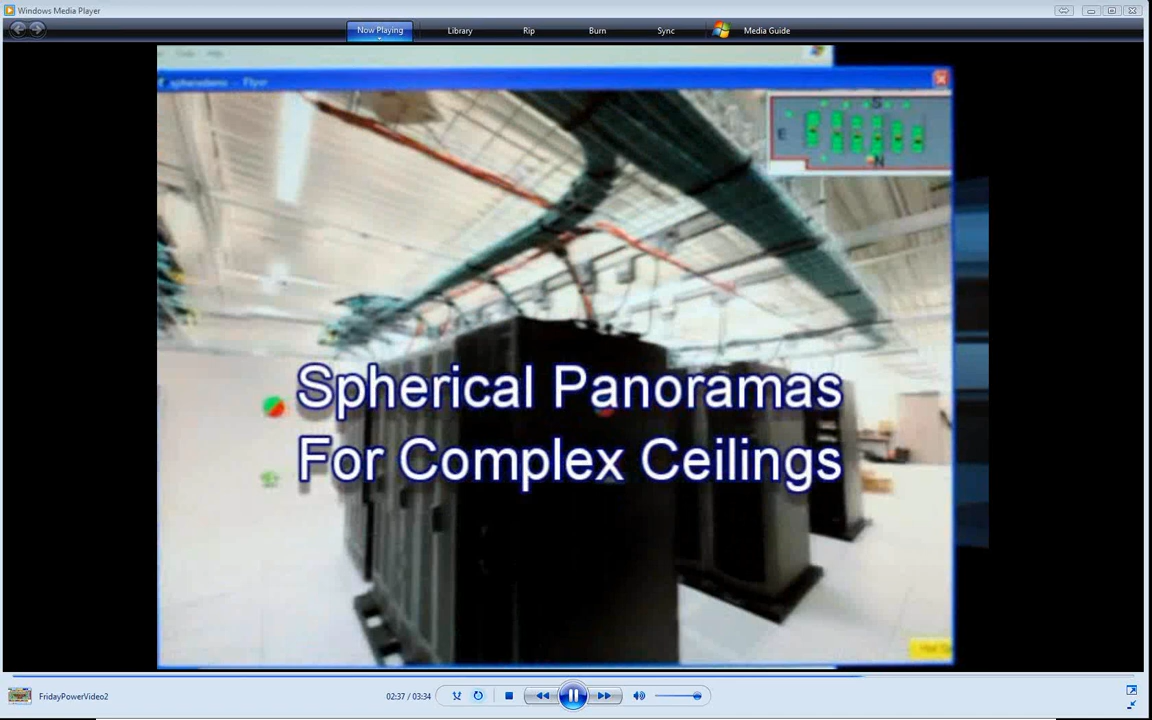 Windows Media Player
Now Playing
Library
Rip
Burn
Sync
Media Guide
S
E
N
Spherical Panoramas
For Complex Ceilings
FridayPowerVideo2
02:37 / 03:34